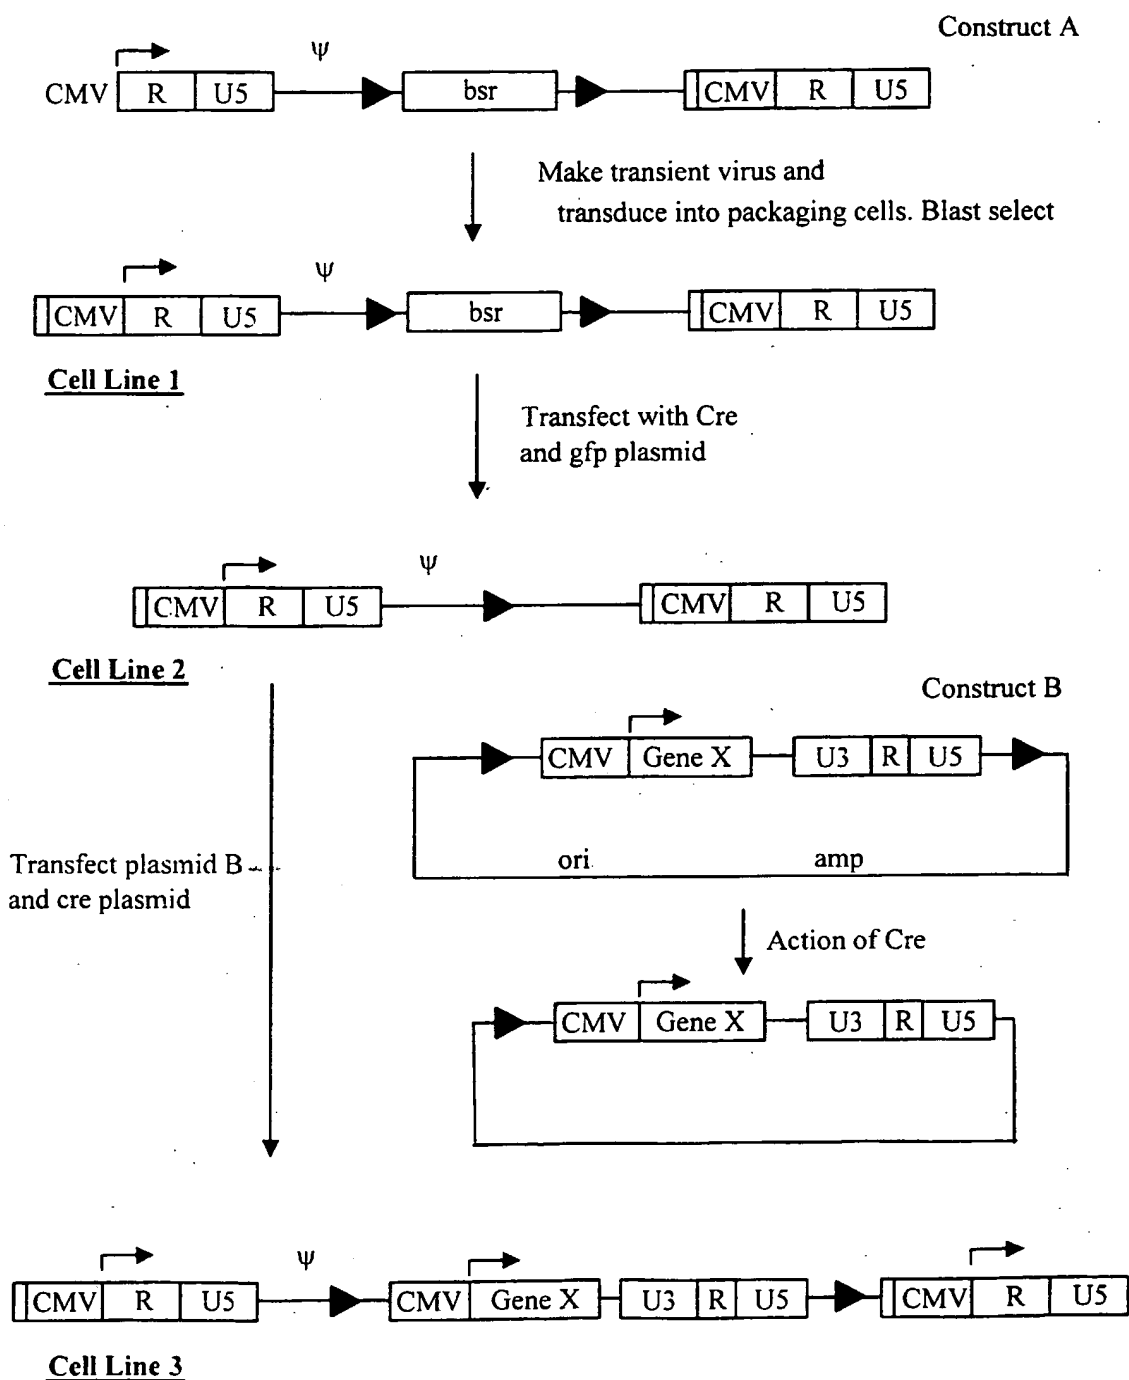 Construct A
ψ
CMV R U5 bsr CMV R U5
Make transient virus and
transduce into packaging cells. Blast select
ψ
CMV R U5 bsr CMV R U5
Cell Line 1
Transfect with Cre
and gfp plasmid
ψ
CMV R U5 CMV R U5
Cell Line 2
Construct B
CMV Gene X U3 R U5
ori amp
Transfect plasmid B
and cre plasmid
Action of Cre
CMV Gene X U3 R U5
ψ
CMV R U5 CMV Gene X U3 R U5 CMV R U5
Cell Line 3